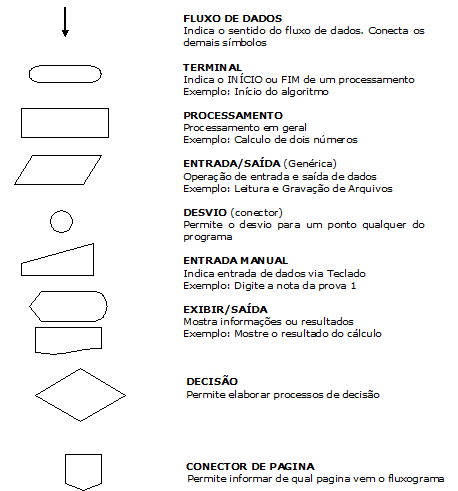 FLUXO DE DADOS
Indica o sentido do fluxo de dados. Conecta os
demais símbolos
TERMINAL
Indica o INÍCIO ou FIM de um processamento
Exemplo: Início do algoritmo
PROCESSAMENTO
Processamento em geral
Exemplo: Calculo de dois números
ENTRADA/SAÍDA (Genérica)
Operação de entrada e saída de dados
Exemplo: Leitura e Gravação de Arquivos
DESVIO (conector)
Permite o desvio para um ponto qualquer do
programa
ENTRADA MANUAL
Indica entrada de dados via Teclado
Exemplo: Digite a nota da prova 1
EXIBIR/SAÍDA
Mostra informações ou resultados
Exemplo: Mostre o resultado do cálculo
DECISÃO
Permite elaborar processos de decisão
CONECTOR DE PAGINA
Permite informar de qual pagina vem o fluxograma